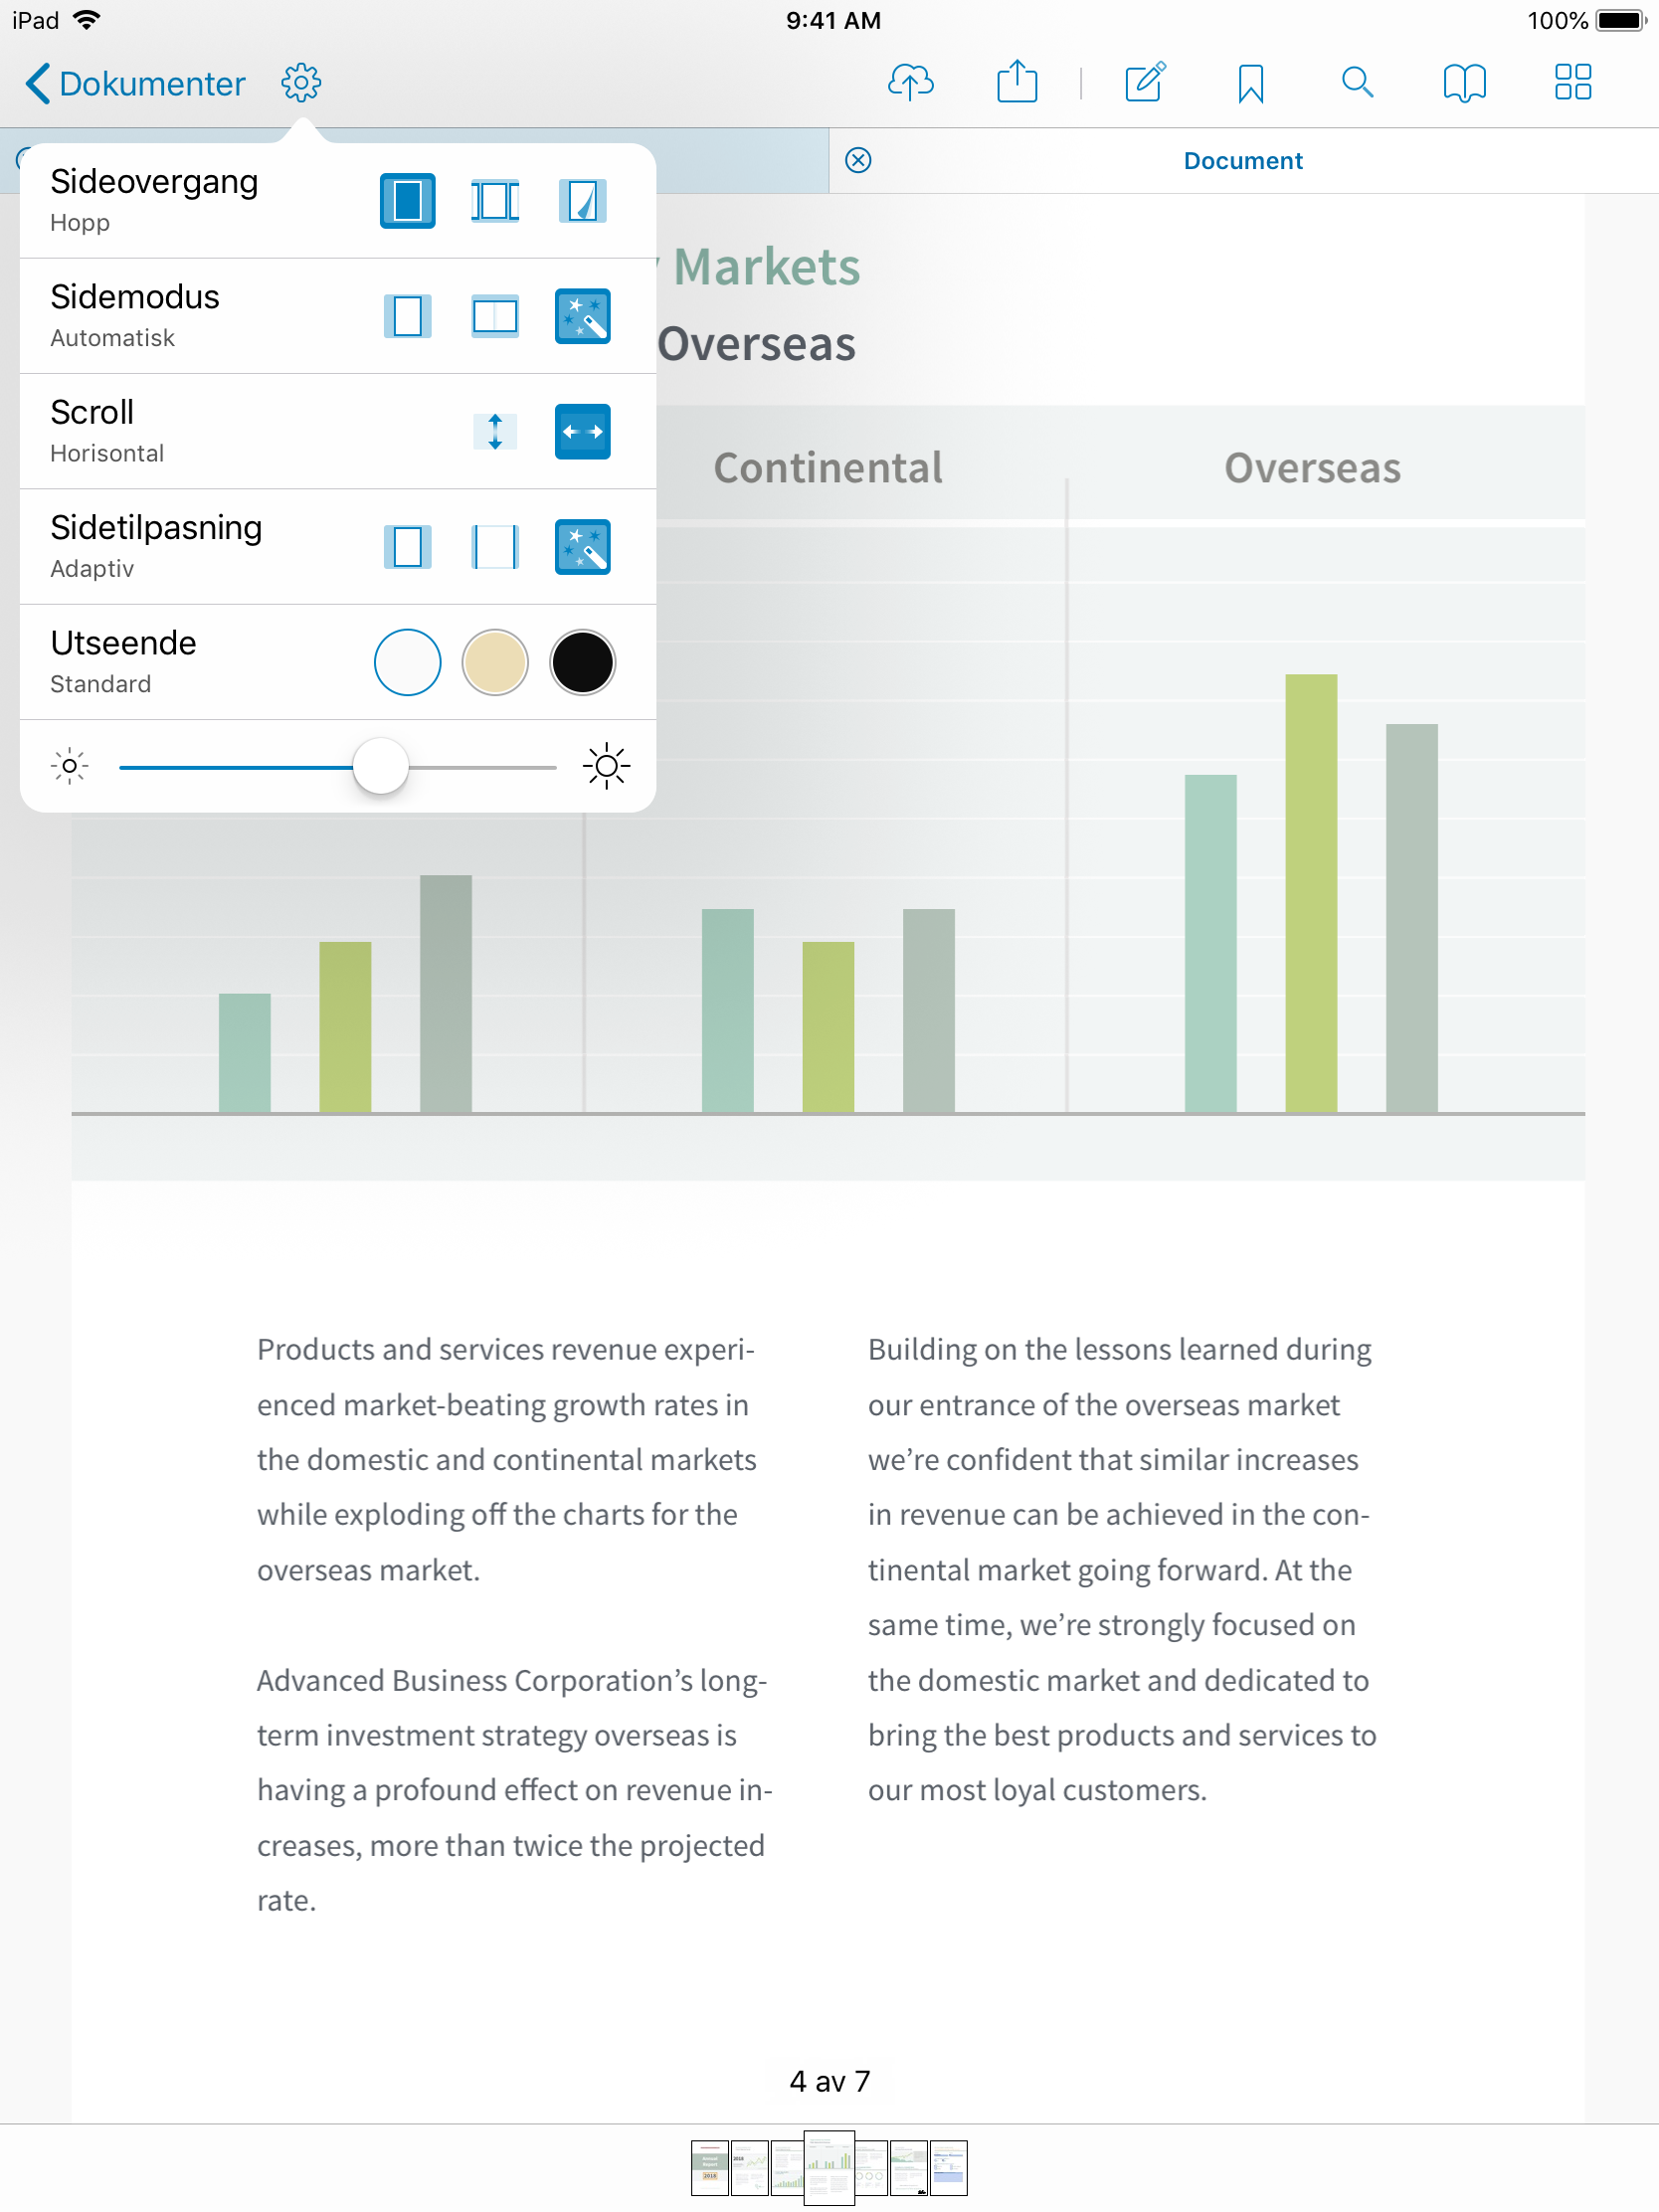 iPad
9:41 AM
100%
Dokumenter
Document
Sideovergang
Hopp
Sidemodus
Automatisk
Scroll
Horisontal
Sidetilpasning
Adaptiv
Utseende
Standard
Markets
Overseas
Continental
Overseas
Products and services revenue experi-
enced market-beating growth rates in
the domestic and continental markets
while exploding off the charts for the
overseas market.
Advanced Business Corporation’s long-
term investment strategy overseas is
having a profound effect on revenue in-
creases, more than twice the projected
rate.
Building on the lessons learned during
our entrance of the overseas market
we’re confident that similar increases
in revenue can be achieved in the con-
tinental market going forward. At the
same time, we’re strongly focused on
the domestic market and dedicated to
bring the best products and services to
our most loyal customers.
4 av 7